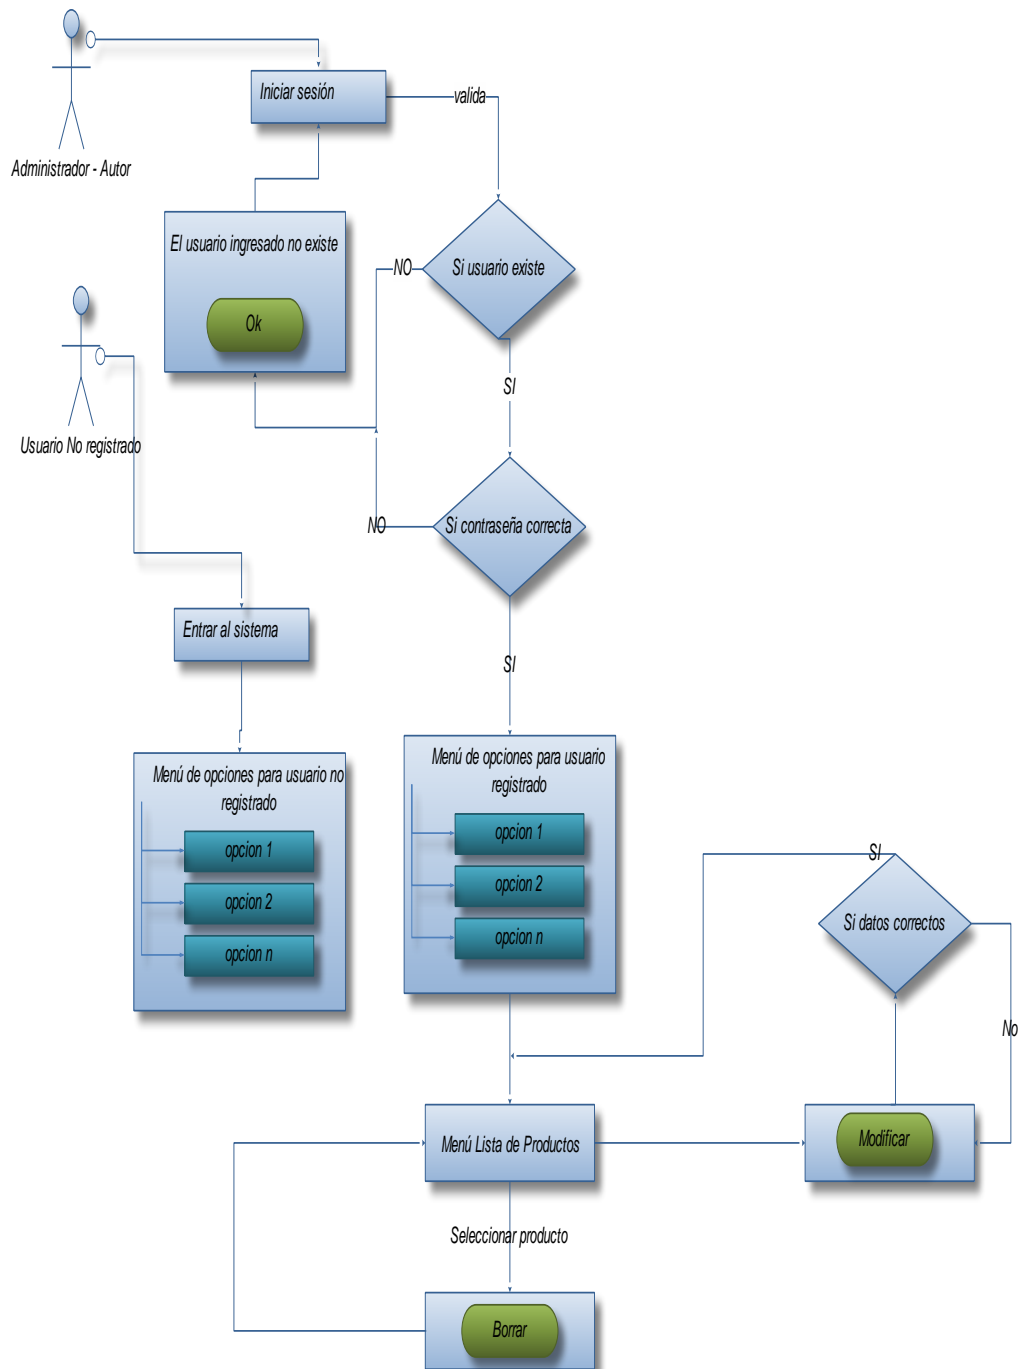 Iniciar sesión
valida
Administrador - Autor
El usuario ingresado no existe
Ok
NO
Si usuario existe
SI
Usuario No registrado
NO
Si contraseña correcta
Entrar al sistema
SI
Menú de opciones para usuario no
registrado
opcion 1
opcion 2
opcion n
Menú de opciones para usuario
registrado
opcion 1
opcion 2
opcion n
SI
Si datos correctos
No
Menú Lista de Productos
Modificar
Seleccionar producto
Borrar